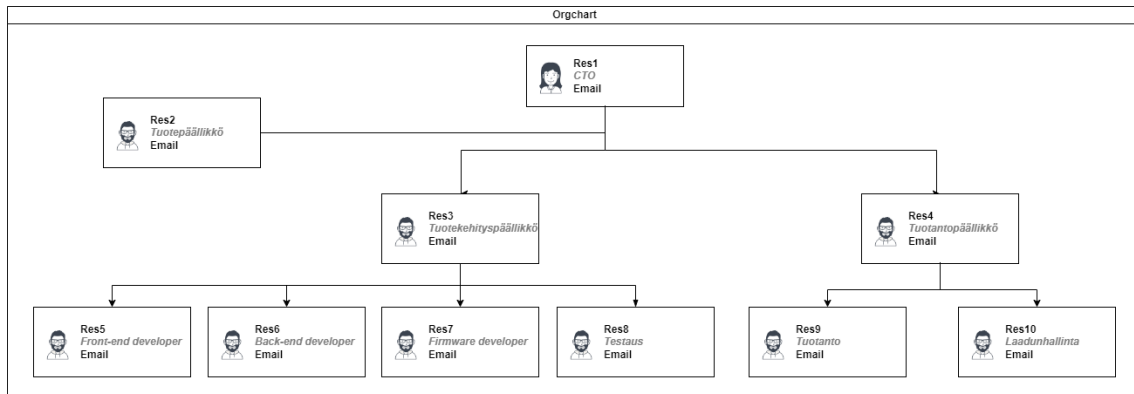 Orgchart
Res1
CTO
Email
Res2
Tuotepäällikkö
Email
Res3
Tuotekehityspäällikkö
Email
Res4
Tuotantopäällikkö
Email
Res5
Front-end developer
Email
Res6
Back-end developer
Email
Res7
Firmware developer
Email
Res8
Testaus
Email
Res9
Tuotanto
Email
Res10
Laadunhallinta
Email